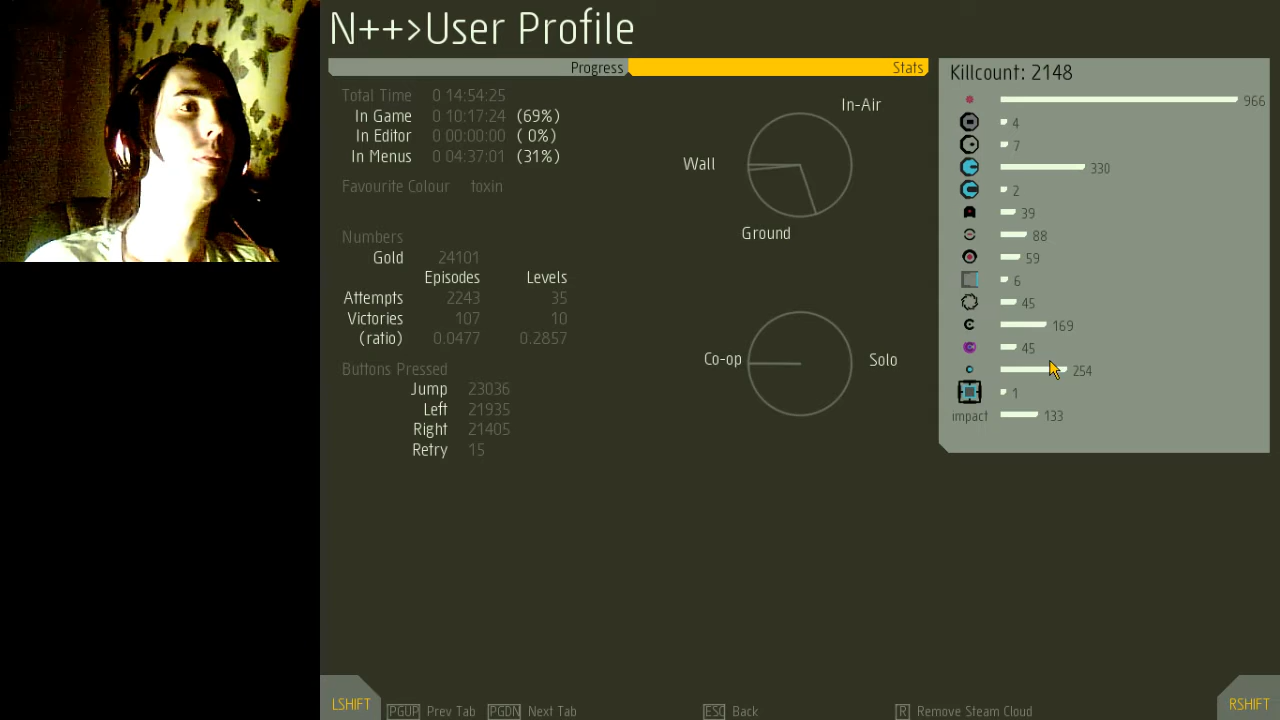 N++>User Profile
Progress
Stats
Total Time 0 14:54:25
In Game 0 10:17:24 (69%)
In Editor 0 00:00:00 ( 0%)
In Menus 0 04:37:01 (31%)
Favourite Colour toxin
Numbers
Gold 24101
Episodes Levels
Attempts 2243 35
Victories 107 10
(ratio) 0.0477 0.2857
Buttons Pressed
Jump 23036
Left 21935
Right 21405
Retry 15
In-Air
Wall
Ground
Co-op
Solo
Killcount: 2148
966
4
7
330
2
39
88
59
6
45
169
45
254
1
impact 133
LSHIFT
PGUP Prev Tab PGDN Next Tab
ESC Back
R Remove Steam Cloud
RSHIFT